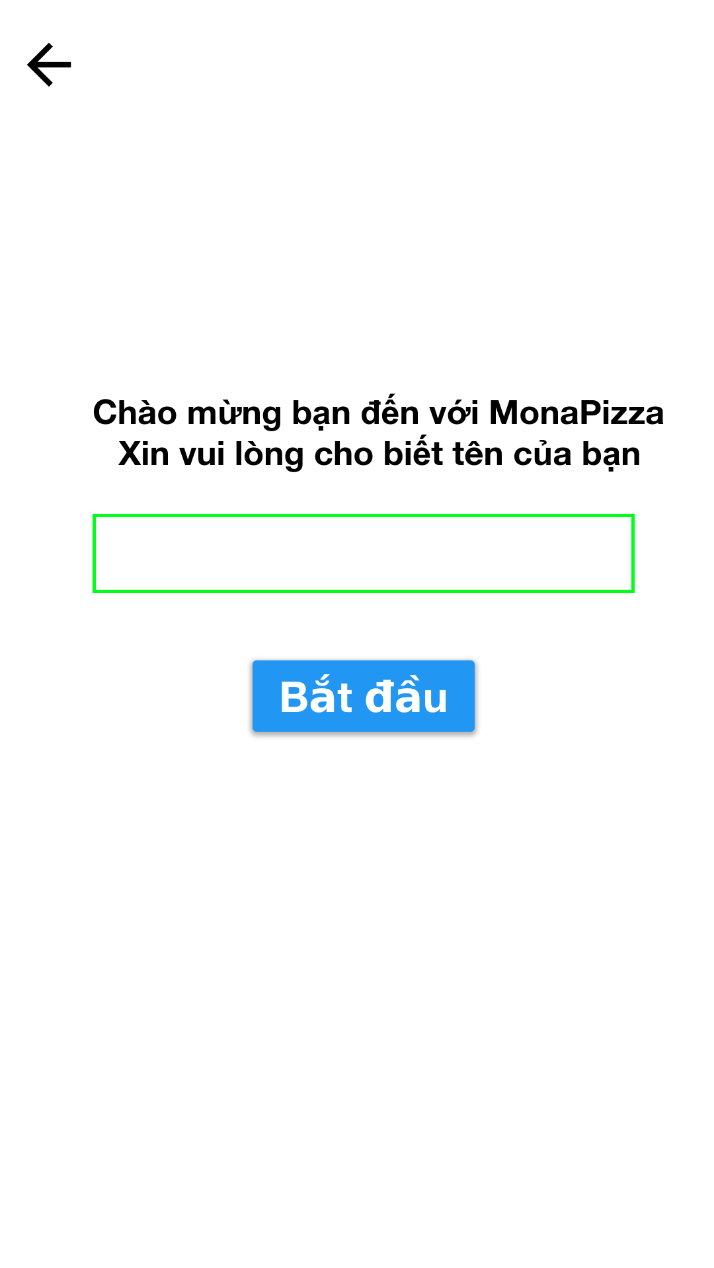 Chào mừng bạn đến với MonaPizza
Xin vui lòng cho biết tên của bạn
Bắt đầu